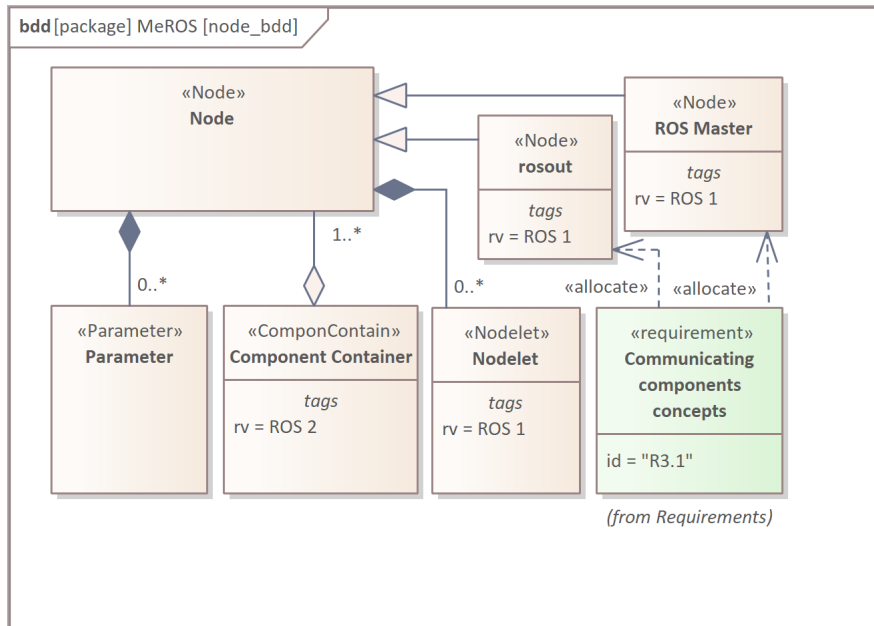 bdd [package] MeROS [node_bdd]
«Node»
Node
«Node»
ROS Master
tags
rv = ROS 1
«Node»
rosout
tags
rv = ROS 1
1..*
0..*
0..*
«allocate»
«allocate»
«Parameter»
Parameter
«ComponContain»
Component Container
tags
rv = ROS 2
«Nodelet»
Nodelet
tags
rv = ROS 1
«requirement»
Communicating
components
concepts
id = "R3.1"
(from Requirements)